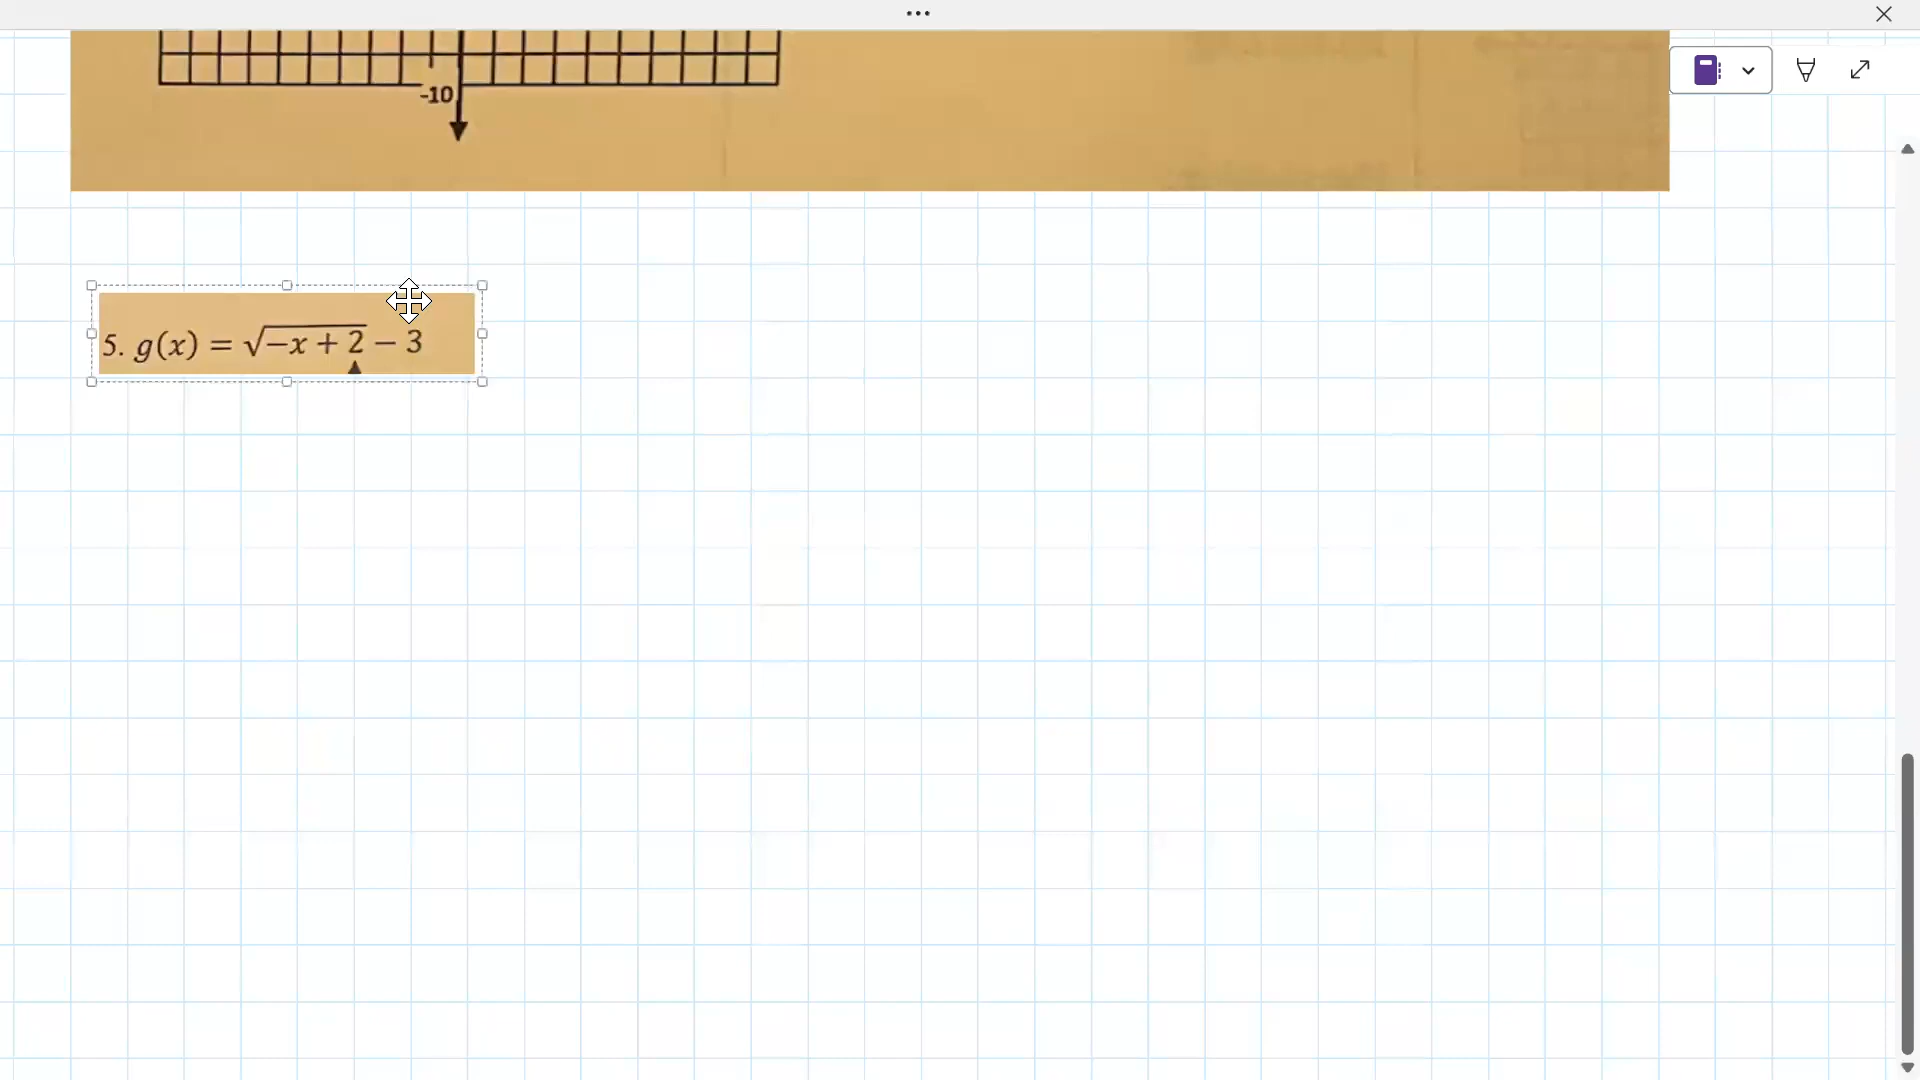 -10
5. g(x) = √(-x + 2) − 3